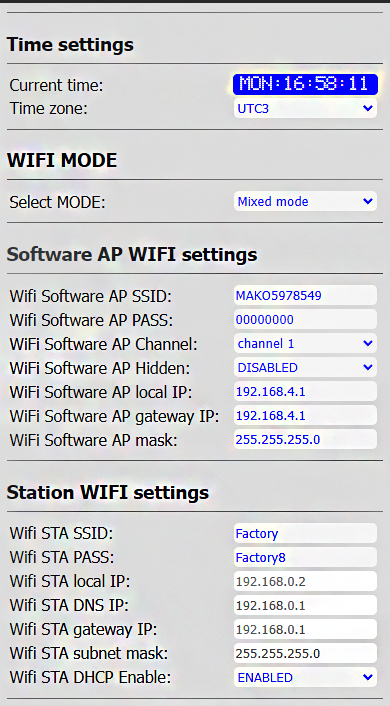 Time settings
Current time: MON:16:58:11
Time zone: UTC3
WIFI MODE
Select MODE: Mixed mode
Software AP WIFI settings
Wifi Software AP SSID: MAKO5978549
Wifi Software AP PASS: 00000000
WiFi Software AP Channel: channel 1
WiFi Software AP Hidden: DISABLED
WiFi Software AP local IP: 192.168.4.1
WiFi Software AP gateway IP: 192.168.4.1
WiFi Software AP mask: 255.255.255.0
Station WIFI settings
Wifi STA SSID: Factory
Wifi STA PASS: Factory8
Wifi STA local IP: 192.168.0.2
Wifi STA DNS IP: 192.168.0.1
Wifi STA gateway IP: 192.168.0.1
Wifi STA subnet mask: 255.255.255.0
Wifi STA DHCP Enable: ENABLED